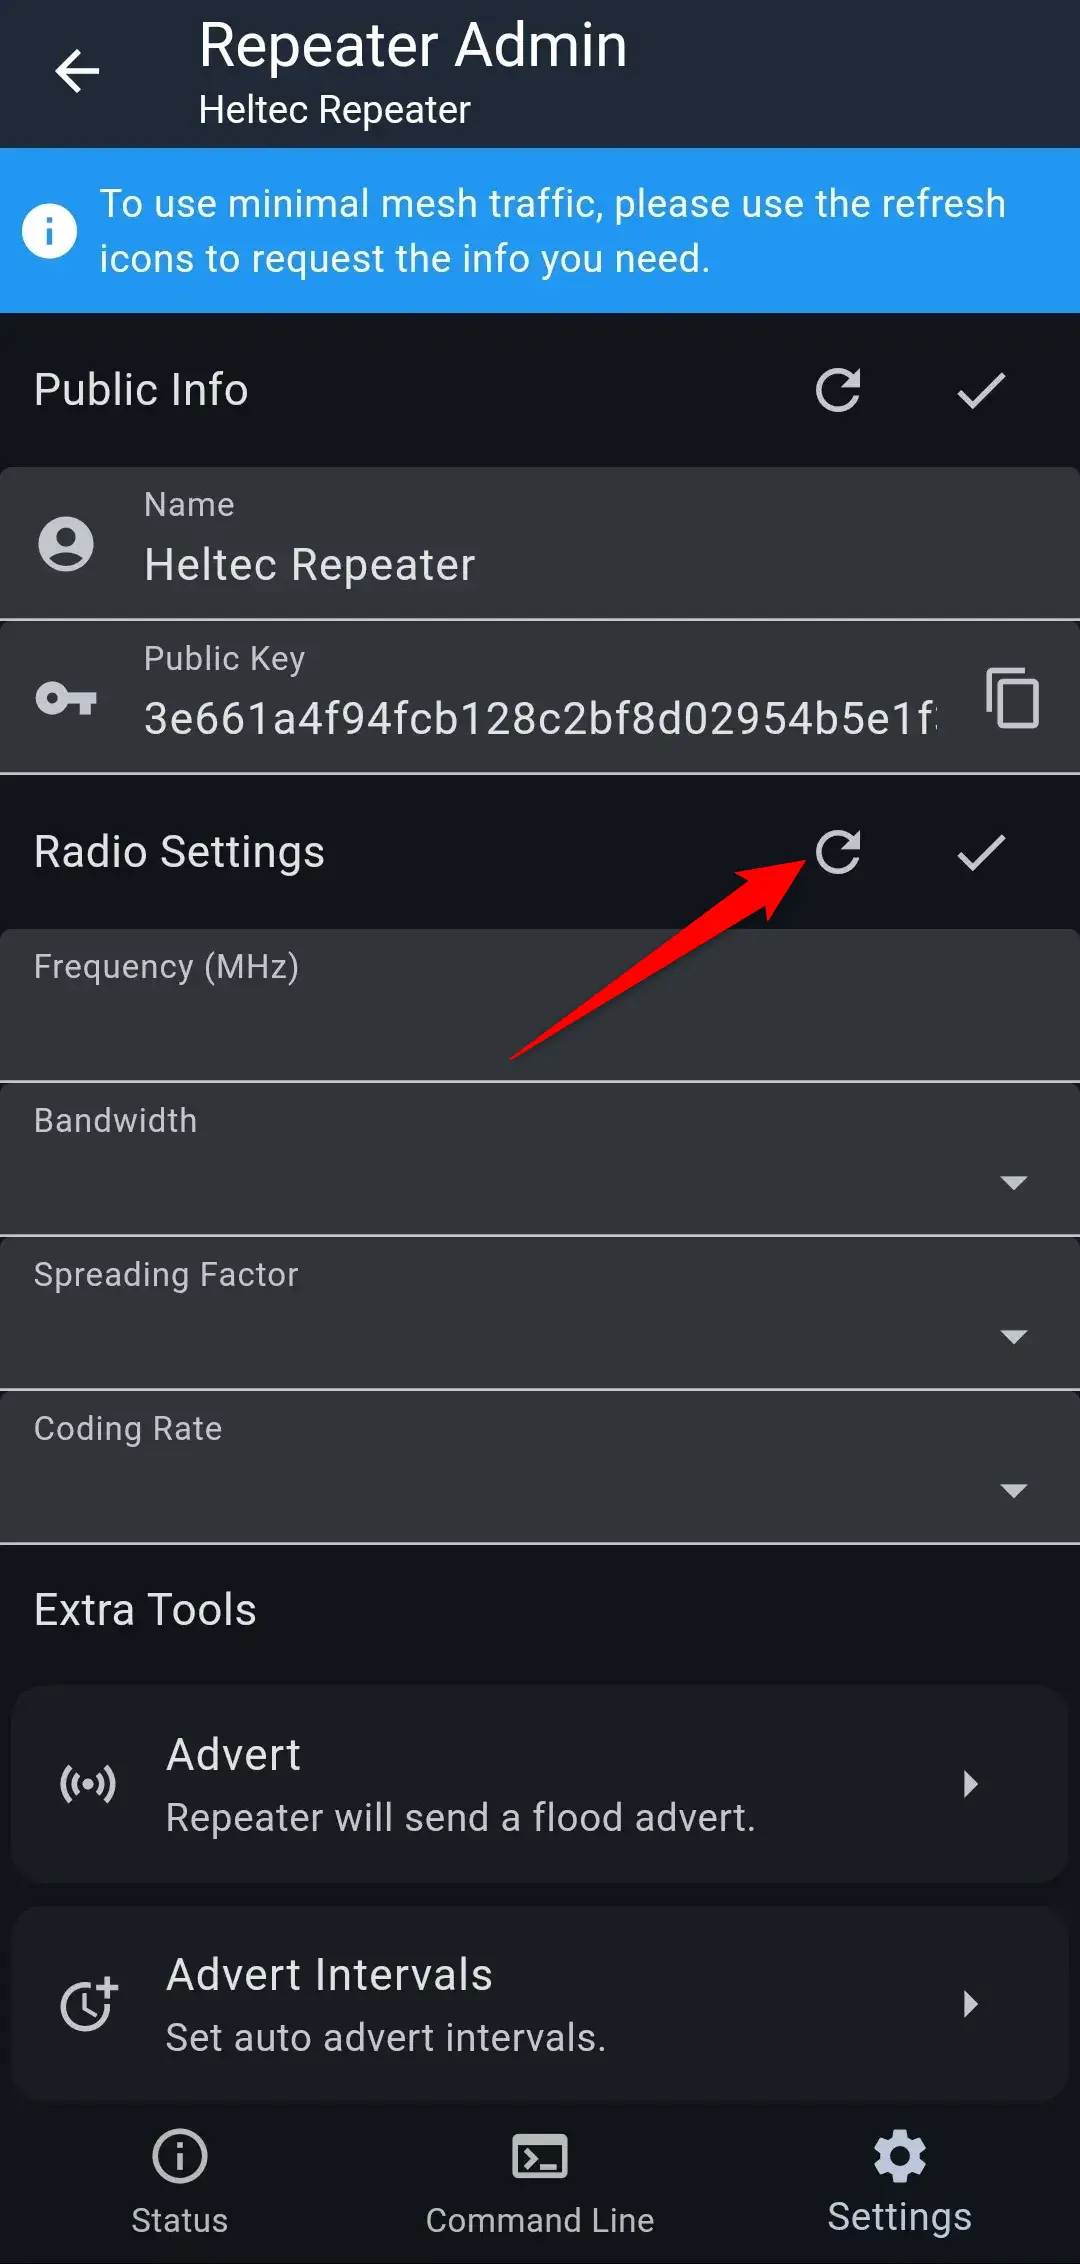 Repeater Admin
Heltec Repeater
To use minimal mesh traffic, please use the refresh
icons to request the info you need.
Public Info
Name
Heltec Repeater
Public Key
3e661a4f94fcb128c2bf8d02954b5e1f
Radio Settings
Frequency (MHz)
Bandwidth
Spreading Factor
Coding Rate
Extra Tools
Advert
Repeater will send a flood advert.
Advert Intervals
Set auto advert intervals.
Status
Command Line
Settings